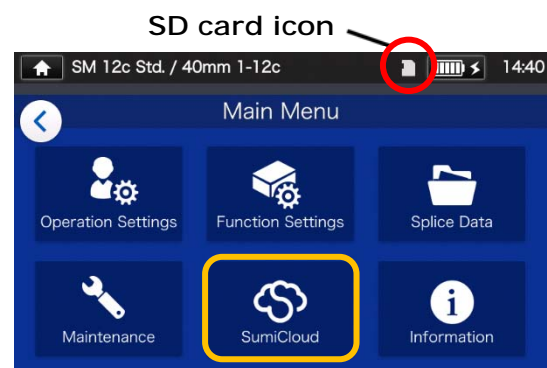 SD card icon
SM 12c Std. / 40mm 1-12c 14:40
Main Menu
Operation Settings Function Settings Splice Data
Maintenance SumiCloud Information